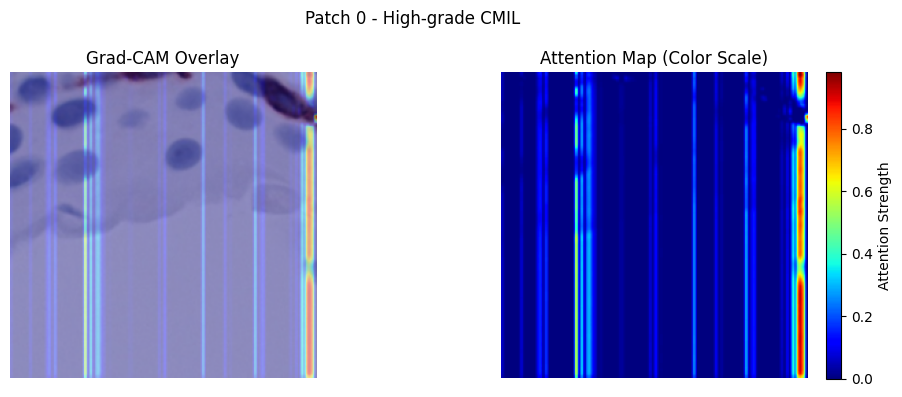 Patch 0 - High-grade CMIL
Grad-CAM Overlay
Attention Map (Color Scale)
0.8
0.6
0.4
0.2
0.0
Attention Strength